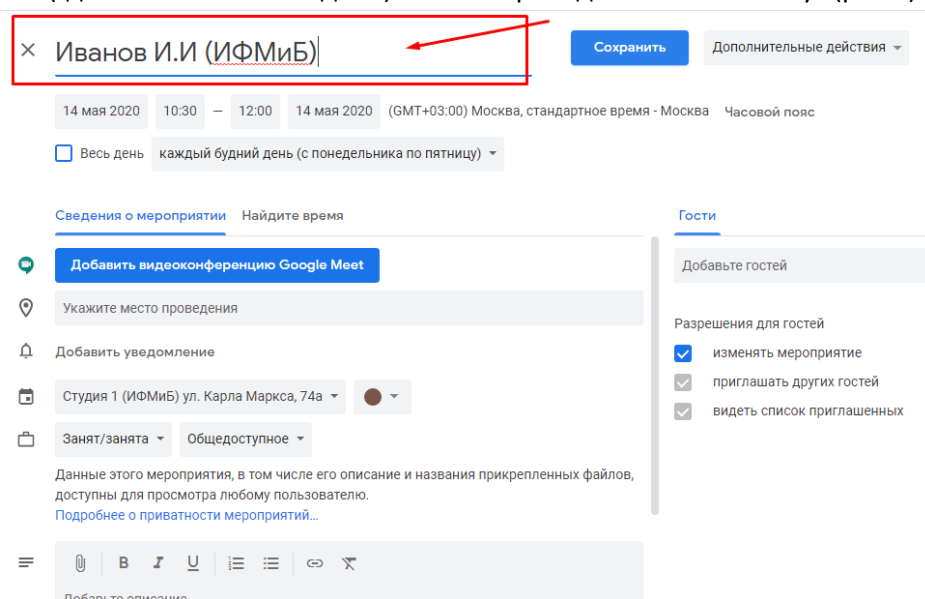 Иванов И.И (ИФМиБ)
Сохранить
Дополнительные действия
14 мая 2020 10:30 – 12:00 14 мая 2020 (GMT+03:00) Москва, стандартное время - Москва Часовой пояс
Весь день каждый будний день (с понедельника по пятницу)
Сведения о мероприятии Найдите время
Гости
Добавить видеоконференцию Google Meet
Добавьте гостей
Укажите место проведения
Разрешения для гостей
Добавить уведомление
изменять мероприятие
приглашать других гостей
Студия 1 (ИФМиБ) ул. Карла Маркса, 74а
видеть список приглашенных
Занят/занята Общедоступное
Данные этого мероприятия, в том числе его описание и названия прикрепленных файлов,
доступны для просмотра любому пользователю.
Подробнее о приватности мероприятий...
B I U
Добавьте описание